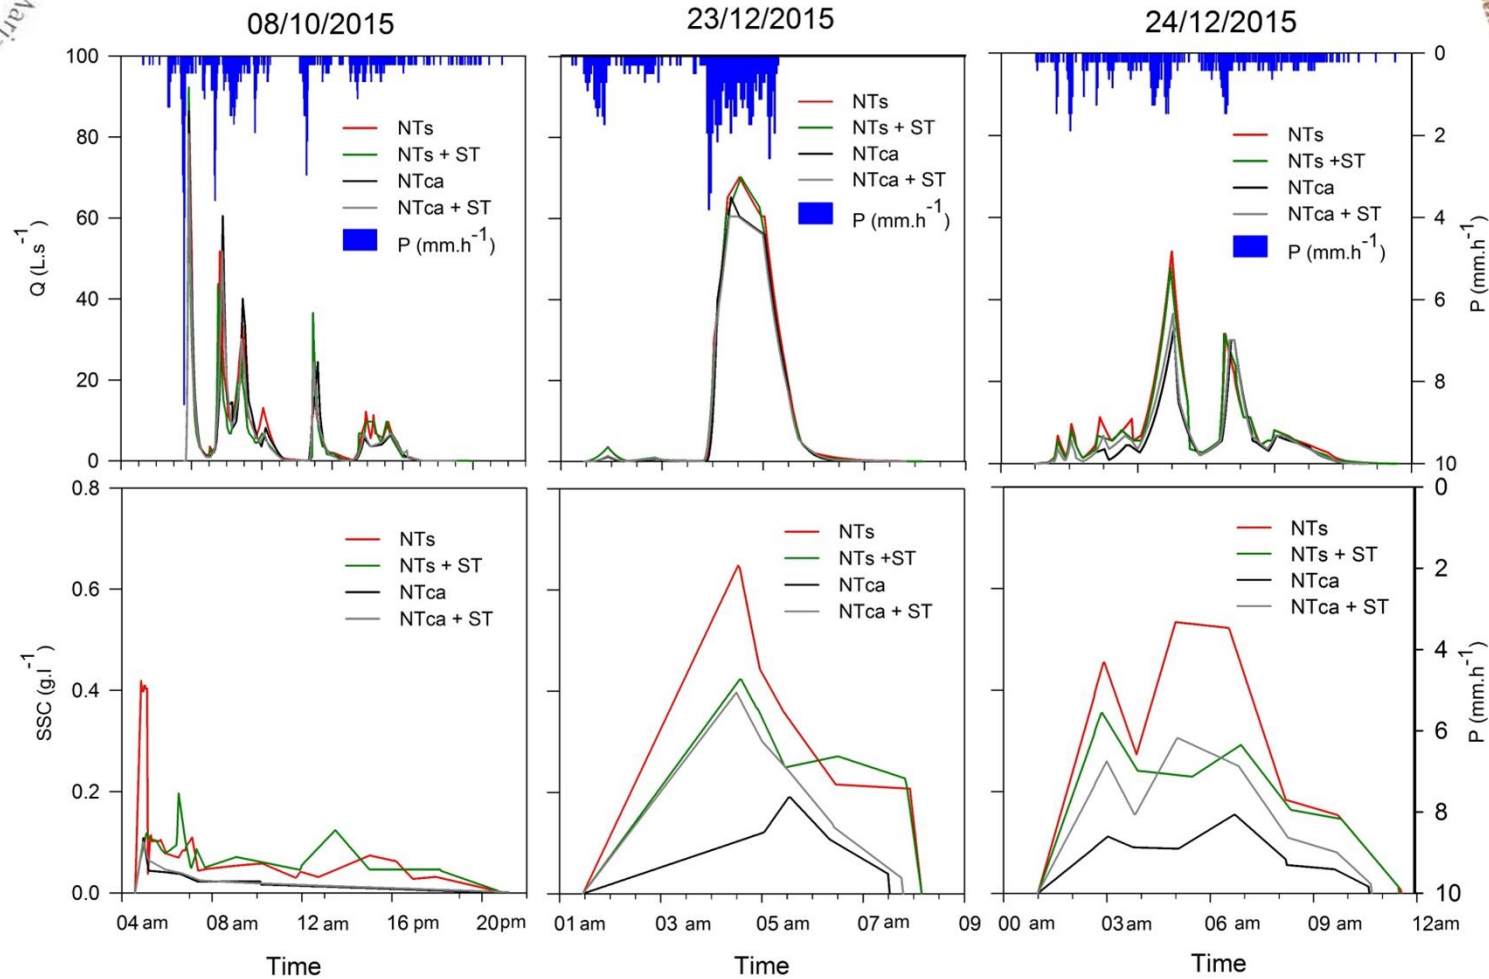 08/10/2015
23/12/2015
24/12/2015
100
80
60
40
20
0
Q (L.s-1)
NTs
NTs + ST
NTca
NTca + ST
P (mm.h-1)
NTs
NTs + ST
NTca
NTca + ST
P (mm.h-1)
NTs
NTs +ST
NTca
NTca + ST
P (mm.h-1)
0
2
4
6
8
10
P (mm.h-1)
0.8
0.6
0.4
0.2
0.0
SSC (g.l-1)
NTs
NTs + ST
NTca
NTca + ST
NTs
NTs +ST
NTca
NTca + ST
NTs
NTs + ST
NTca
NTca + ST
0
2
4
6
8
10
P (mm.h-1)
04 am 08 am 12 am 16 pm 20pm
01 am 03 am 05 am 07 am 09
00 am 03am 06 am 09 am 12am
Time
Time
Time